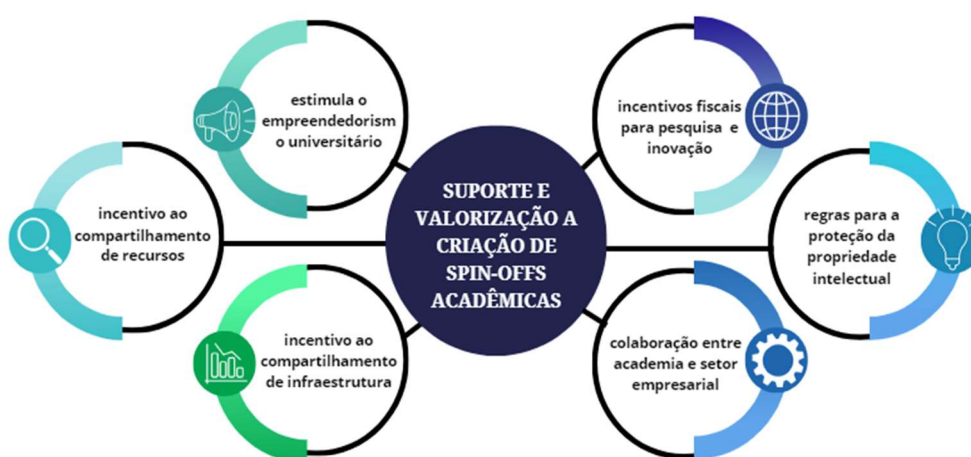 estimula o
empreendedorism
o universitário
incentivos fiscais
para pesquisa e
inovação
incentivo ao
compartilhamento
de recursos
SUPORTE E
VALORIZAÇÃO A
CRIAÇÃO DE
SPIN-OFFS
ACADÊMICAS
regras para a
proteção da
propriedade
intelectual
incentivo ao
compartilhamento
de infraestrutura
colaboração entre
academia e setor
empresarial